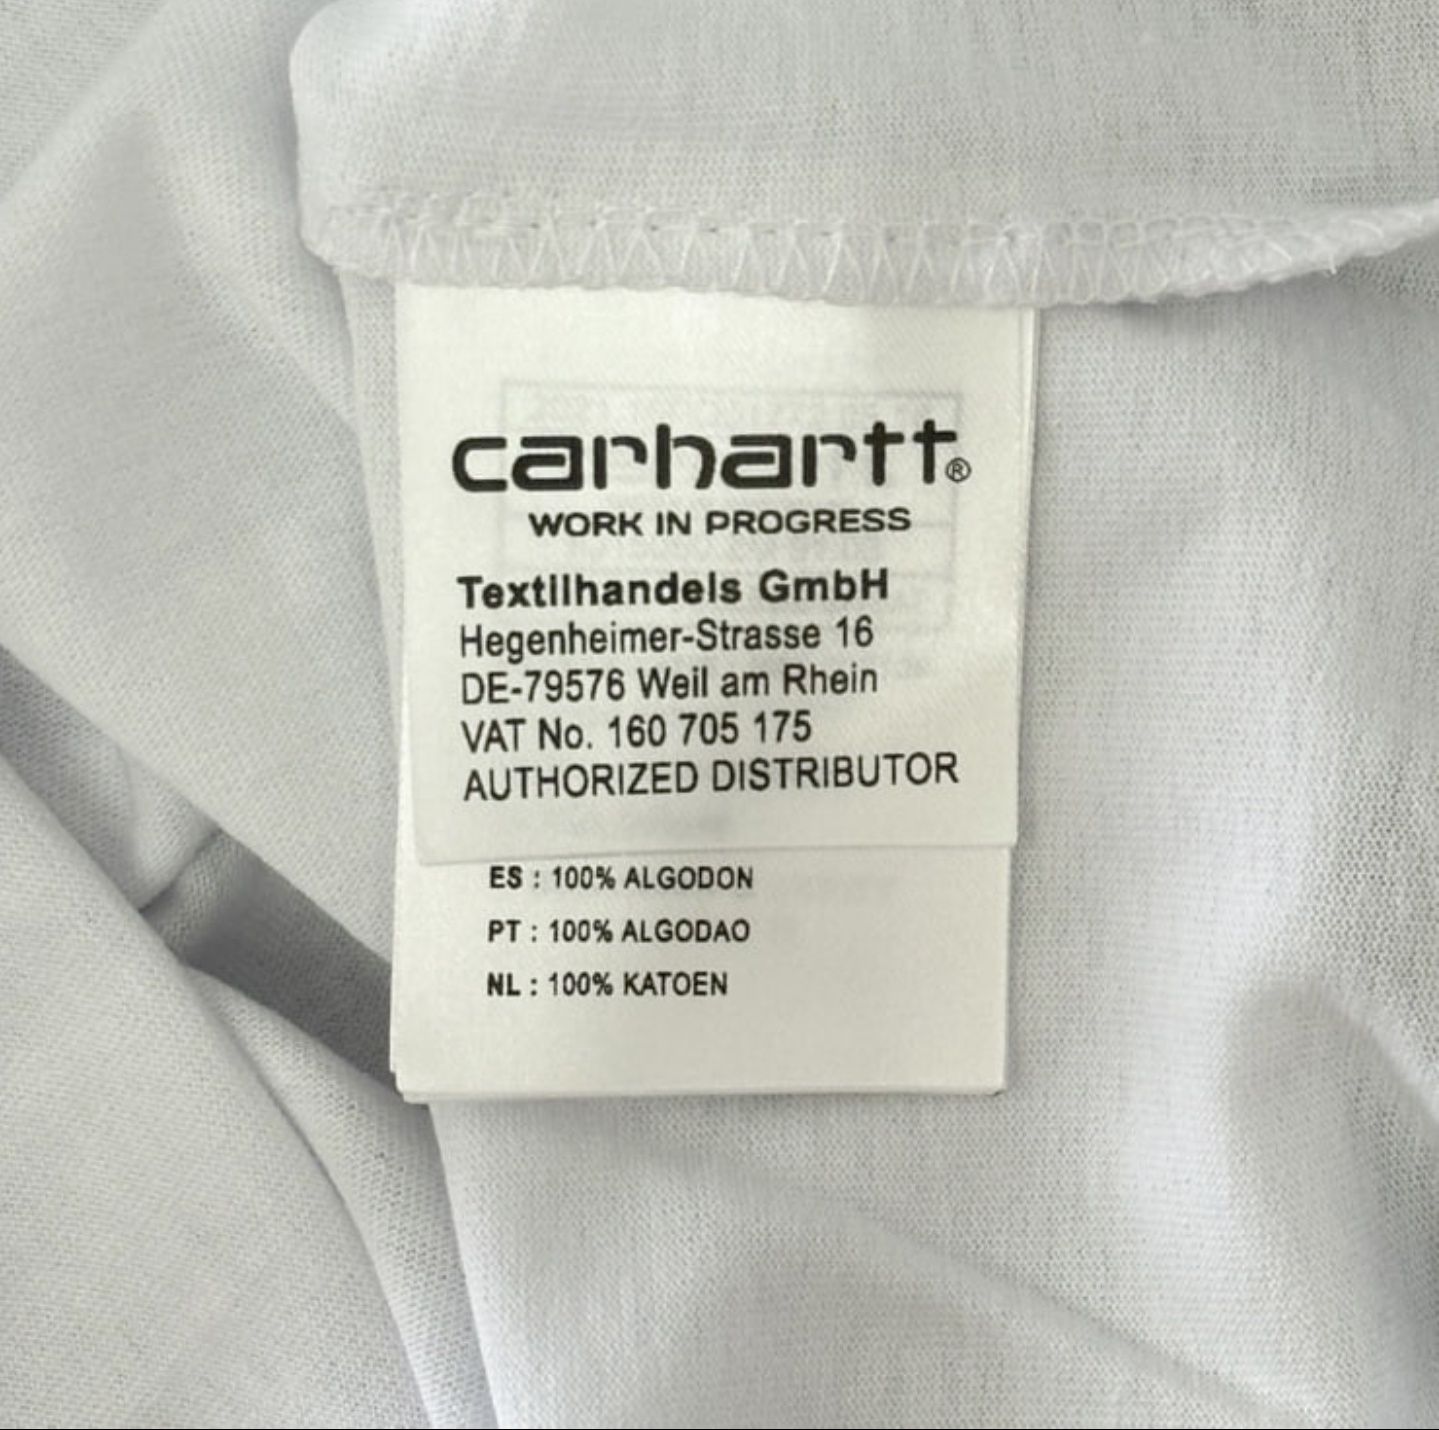 carhartt®
WORK IN PROGRESS
Textilhandels GmbH
Hegenheimer-Strasse 16
DE-79576 Weil am Rhein
VAT No. 160 705 175
AUTHORIZED DISTRIBUTOR
ES : 100% ALGODON
PT : 100% ALGODAO
NL : 100% KATOEN